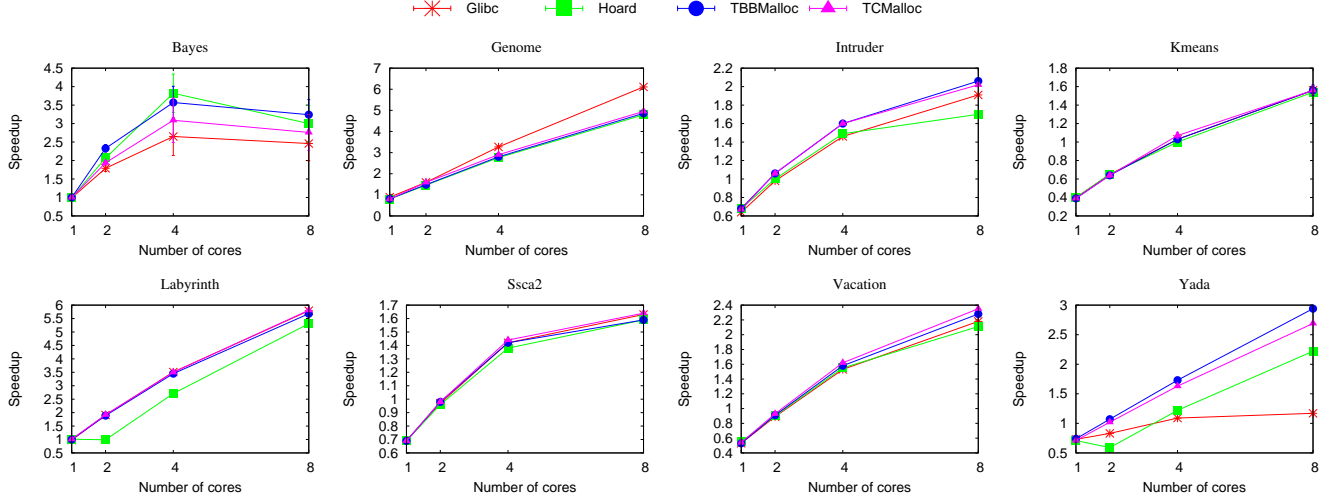 Glibc Hoard TBBMalloc TCMalloc
Bayes
Speedup
4.5
4
3.5
3
2.5
2
1.5
1
0.5
1 2 4 8
Number of cores
Genome
Speedup
7
6
5
4
3
2
1
0
1 2 4 8
Number of cores
Intruder
Speedup
2.2
2
1.8
1.6
1.4
1.2
1
0.8
0.6
1 2 4 8
Number of cores
Kmeans
Speedup
1.8
1.6
1.4
1.2
1.0
0.8
0.6
0.4
0.2
1 2 4 8
Number of cores
Labyrinth
Speedup
6
5.5
5
4.5
4
3.5
3
2.5
2
1.5
1
0.5
1 2 4 8
Number of cores
Ssca2
Speedup
1.7
1.6
1.5
1.4
1.3
1.2
1.1
1.0
0.9
0.8
0.7
0.6
1 2 4 8
Number of cores
Vacation
Speedup
2.4
2.2
2.0
1.8
1.6
1.4
1.2
1.0
0.8
0.6
0.4
1 2 4 8
Number of cores
Yada
Speedup
3
2.5
2
1.5
1
0.5
1 2 4 8
Number of cores